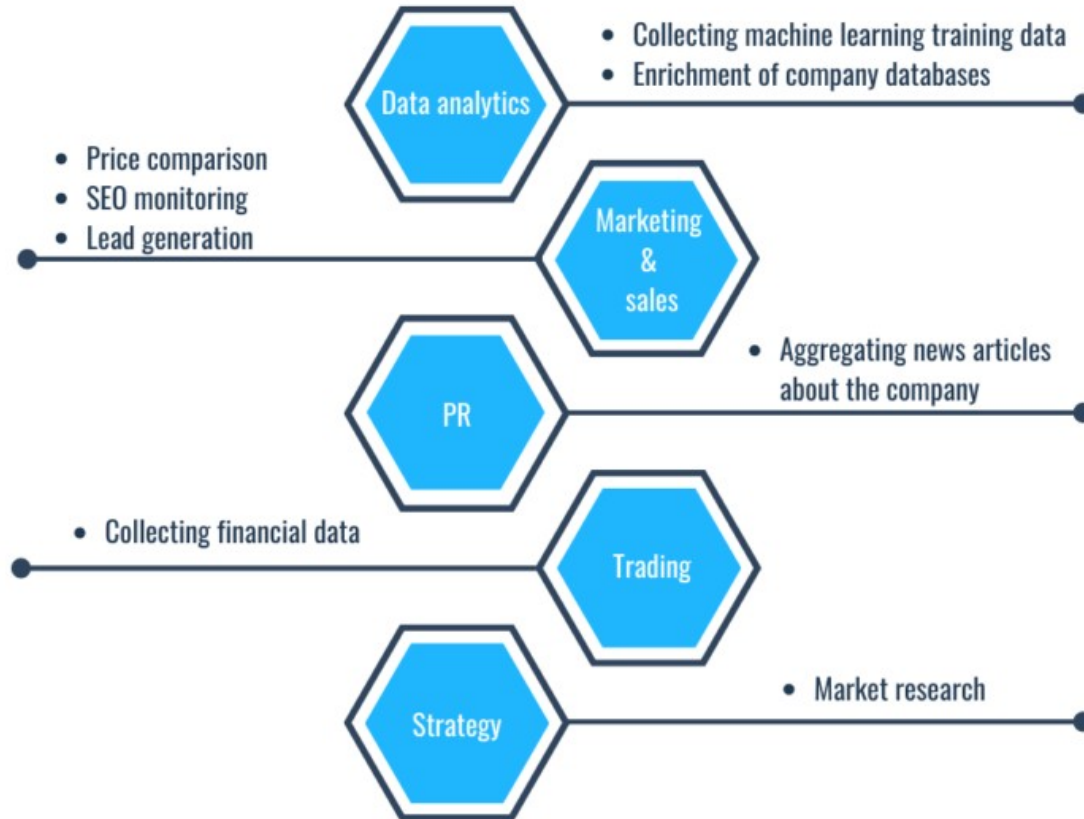 Data analytics
• Collecting machine learning training data
• Enrichment of company databases
• Price comparison
• SEO monitoring
• Lead generation
Marketing
&
sales
PR
• Aggregating news articles
about the company
• Collecting financial data
Trading
Strategy
• Market research